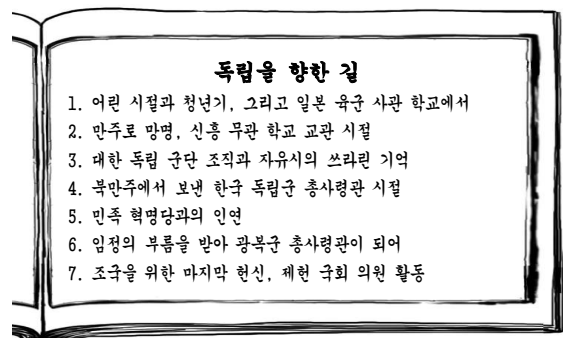 독립을 향한 길
1. 어린 시절과 청년기, 그리고 일본 육군 사관 학교에서
2. 만주로 망명, 신흥 무관 학교 교관 시절
3. 대한 독립 군단 조직과 자유시의 쓰라린 기억
4. 북만주에서 보낸 한국 독립군 총사령관 시절
5. 민족 혁명당과의 인연
6. 임정의 부름을 받아 광복군 총사령관이 되어
7. 조국을 위한 마지막 헌신, 제헌 국회 의원 활동